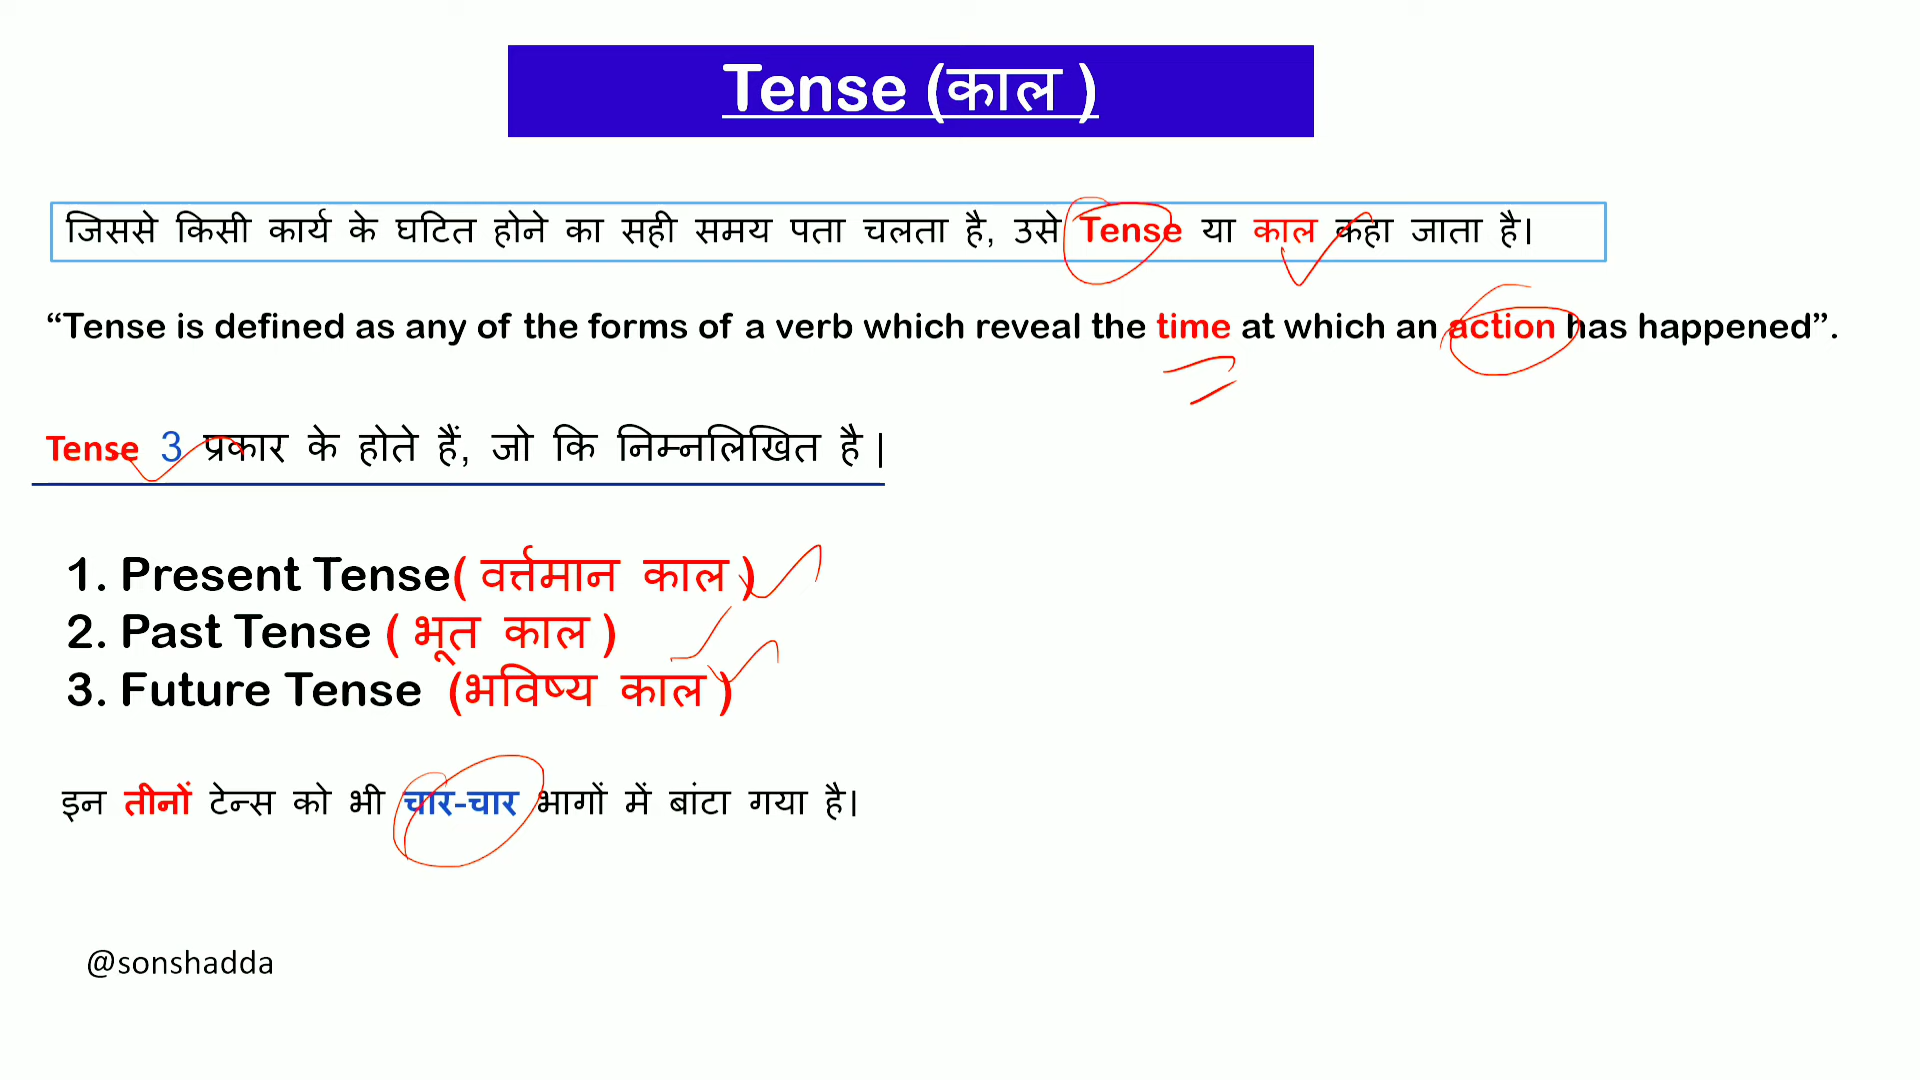 Tense (काल )
जिससे किसी कार्य के घटित होने का सही समय पता चलता है, उसे Tense या काल कहा जाता है।
“Tense is defined as any of the forms of a verb which reveal the time at which an action has happened”.
Tense 3 प्रकार के होते हैं, जो कि निम्नलिखित है |
1. Present Tense( वर्त्तमान काल )
2. Past Tense ( भूत काल )
3. Future Tense (भविष्य काल )
इन तीनों टेन्स को भी चार-चार भागों में बांटा गया है।
@sonshadda